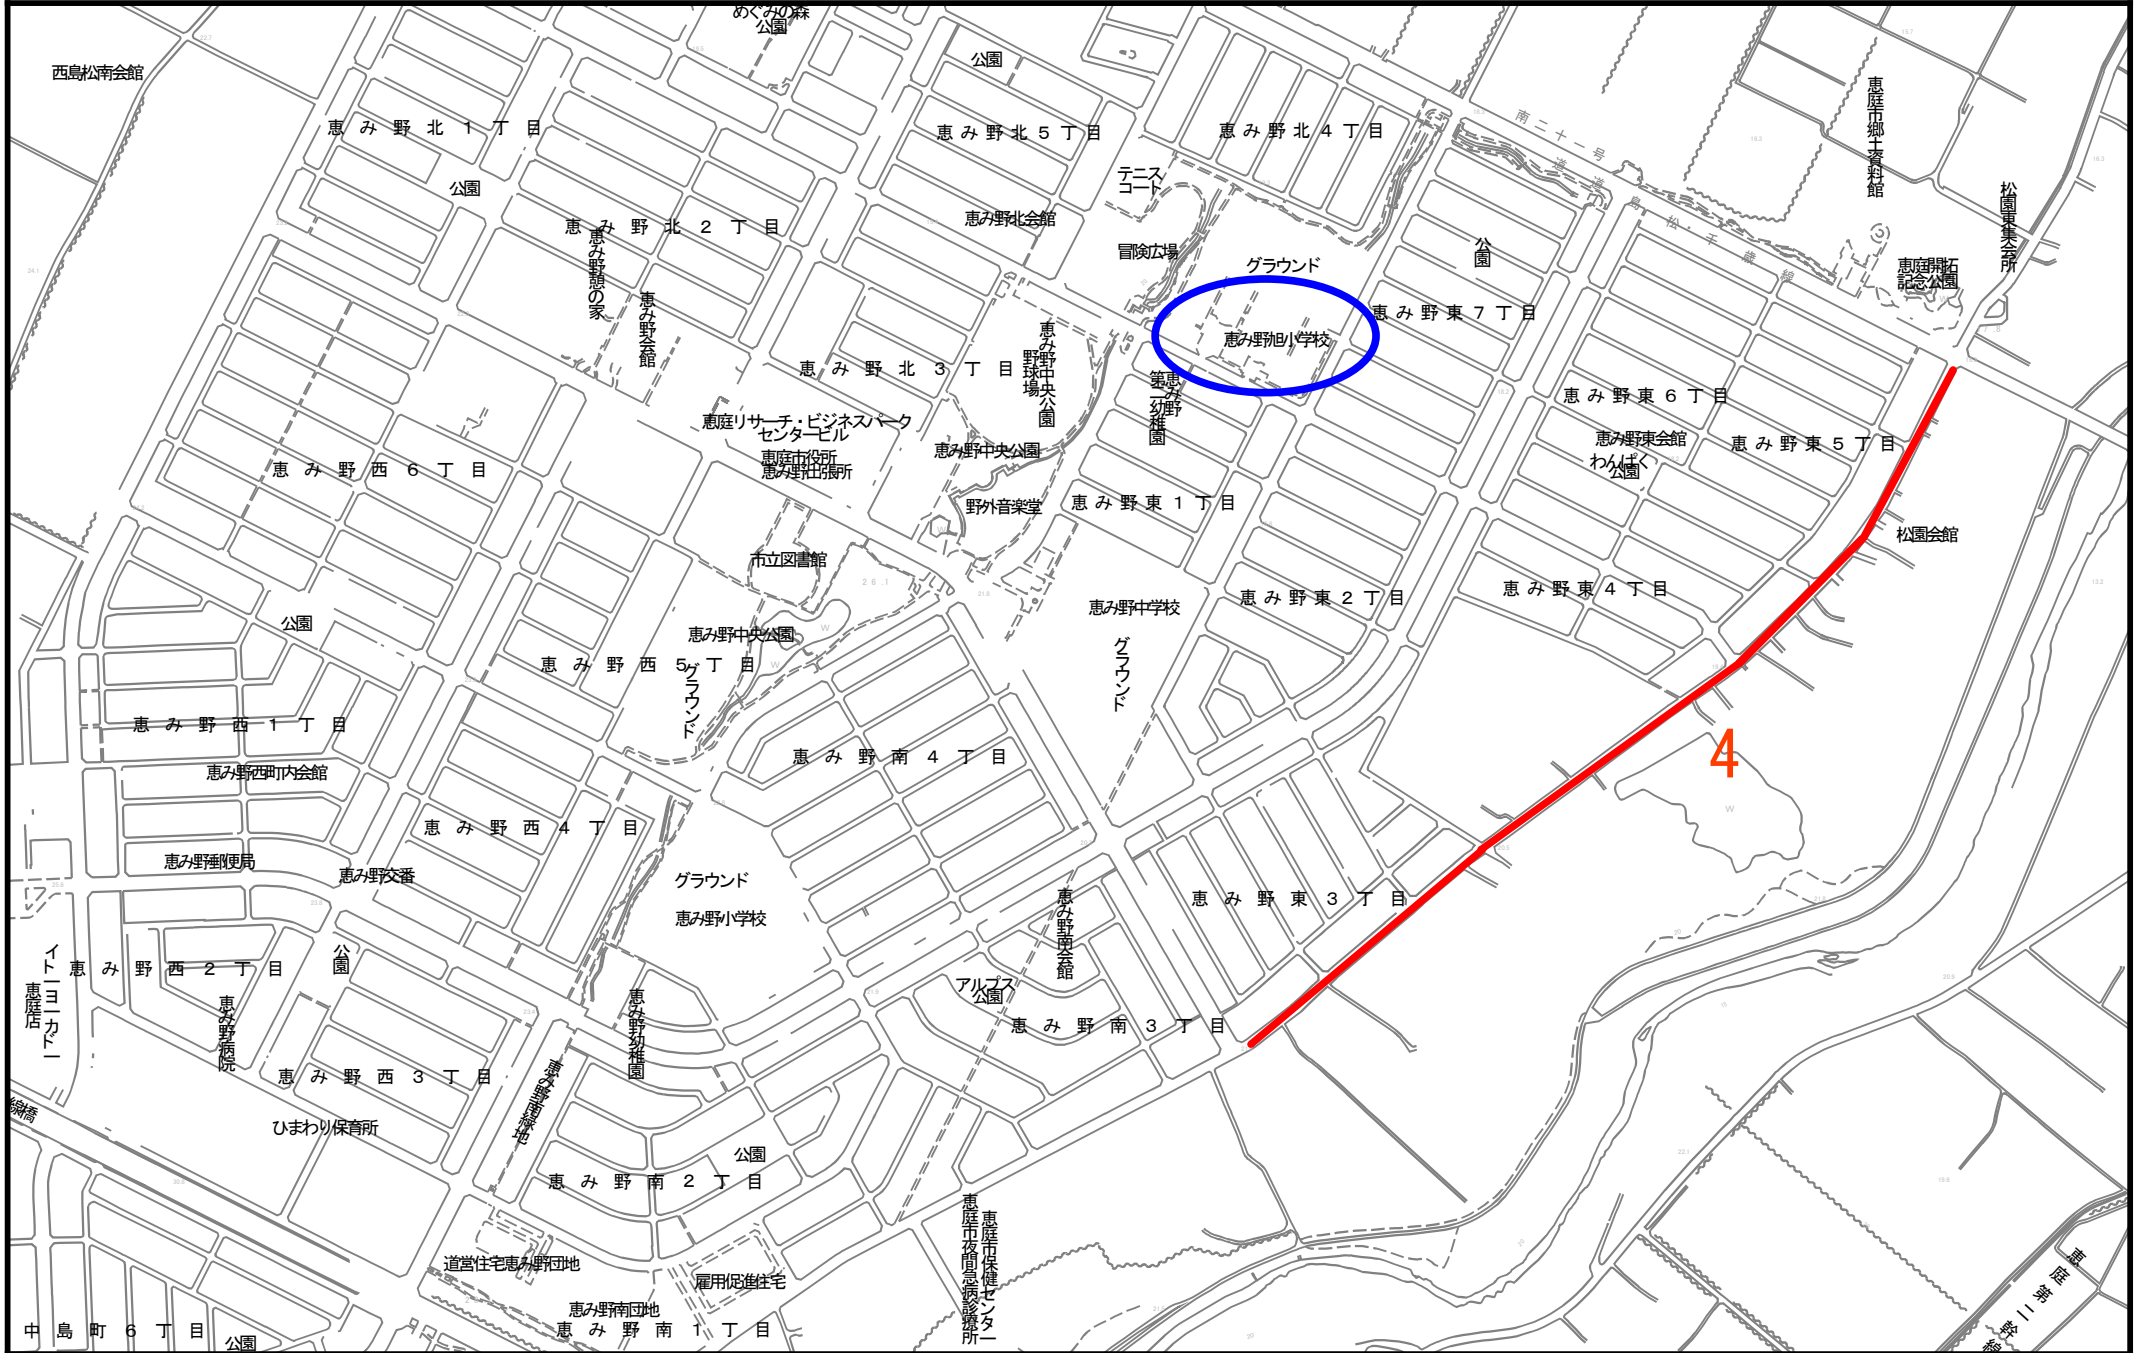 めぐみの森
公園
西島松南会館
公園
恵み野北1丁目
恵み野北5丁目
恵み野北4丁目
南二十一号
道道島松・千歳線
恵庭市郷土資料館
松園東集会所
テニス
コート
公園
恵み野北2丁目
恵み野北会館
恵み野憩の家
恵み野会館
冒険広場
グラウンド
公園
恵庭開拓
記念公園
恵み野東7丁目
恵み野旭小学校
恵み野中央公園
野球場
恵み野北3丁目
恵み野
第二幼稚園
恵み野東6丁目
恵庭リサーチ・ビジネスパーク
センタービル
恵庭市役所
恵み野出張所
恵み野中央公園
恵み野東会館
わんぱく
公園
恵み野東5丁目
恵み野西6丁目
野外音楽堂
恵み野東1丁目
松園会館
市立図書館
26.1
恵み野東4丁目
恵み野東2丁目
恵み野中学校
公園
恵み野中央公園
W
W
W
恵み野西5丁目
グラウンド
グラウンド
恵み野西1丁目
恵み野南4丁目
4
W
恵み野西町内会館
恵み野西4丁目
恵み野郵便局
恵み野交番
グラウンド
恵み野小学校
恵み野南会館
恵み野東3丁目
イトーヨーカドー
恵庭店
恵み野西2丁目
公園
恵み野病院
恵み野幼稚園
アルプス
公園
恵み野南3丁目
恵み野西3丁目
恵み野南緑地
線橋
ひまわり保育所
公園
恵み野南2丁目
恵庭市保健センター
恵庭市夜間急病診療所
道営住宅恵み野団地
雇用促進住宅
恵み野南団地
恵み野南1丁目
中島町6丁目
公園
恵庭第二幹線